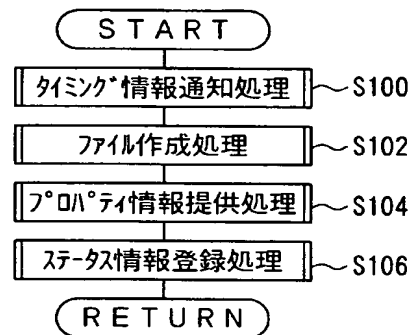 START
タイミング情報通知処理 S100
ファイル作成処理 S102
プロパティ情報提供処理 S104
ステータス情報登録処理 S106
RETURN